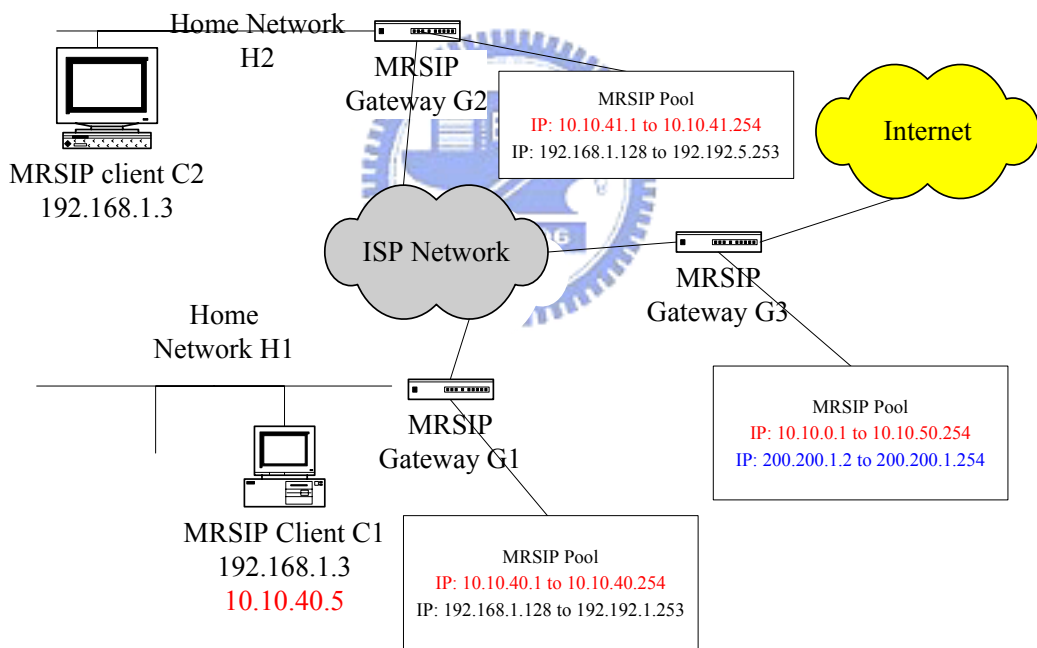 Home Network
H2
MRSIP
Gateway G2
MRSIP client C2
192.168.1.3
MRSIP Pool
IP: 10.10.41.1 to 10.10.41.254
IP: 192.168.1.128 to 192.192.5.253
Internet
ISP Network
MRSIP
Gateway G3
Home
Network H1
MRSIP
Gateway G1
MRSIP Client C1
192.168.1.3
10.10.40.5
MRSIP Pool
IP: 10.10.0.1 to 10.10.50.254
IP: 200.200.1.2 to 200.200.1.254
MRSIP Pool
IP: 10.10.40.1 to 10.10.40.254
IP: 192.168.1.128 to 192.192.1.253